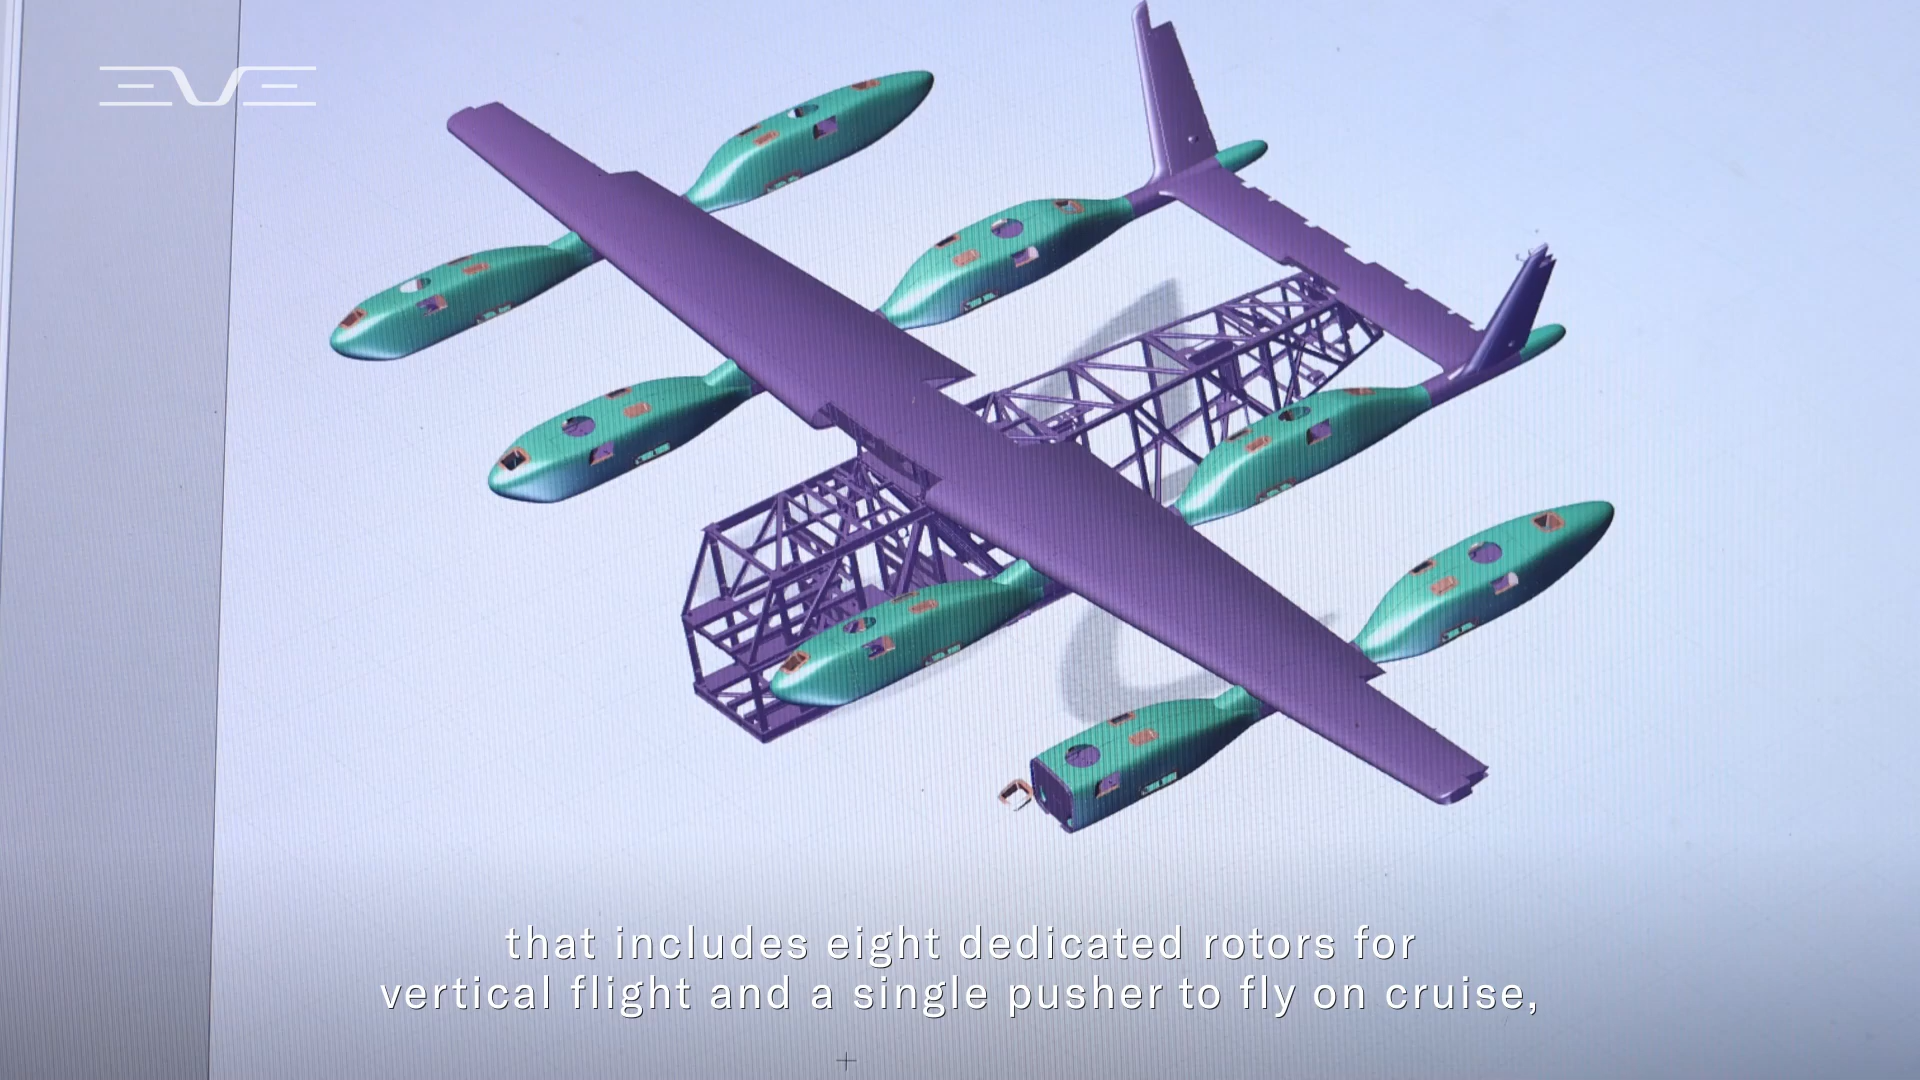 EVE
that includes eight dedicated rotors for
vertical flight and a single pusher to fly on cruise,